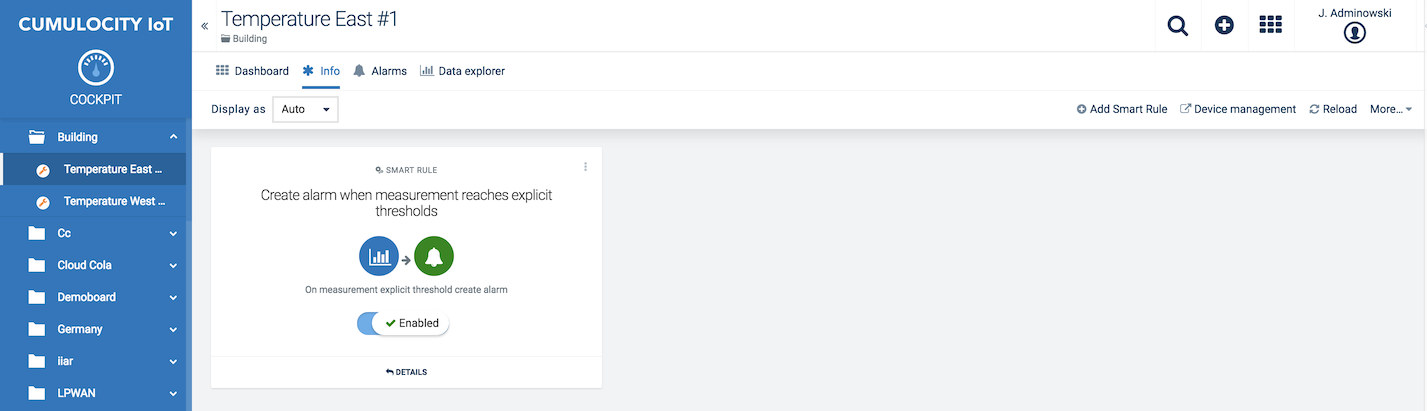 CUMULOCITY IoT
COCKPIT
Building
Temperature East ...
Temperature West ...
Cc
Cloud Cola
Demoboard
Germany
iiar
LPWAN
«
Temperature East #1
Building
J. Adminowski
Dashboard
Info
Alarms
Data explorer
Display as
Auto
Add Smart Rule
Device management
Reload
More...
SMART RULE
Create alarm when measurement reaches explicit
thresholds
On measurement explicit threshold create alarm
Enabled
DETAILS